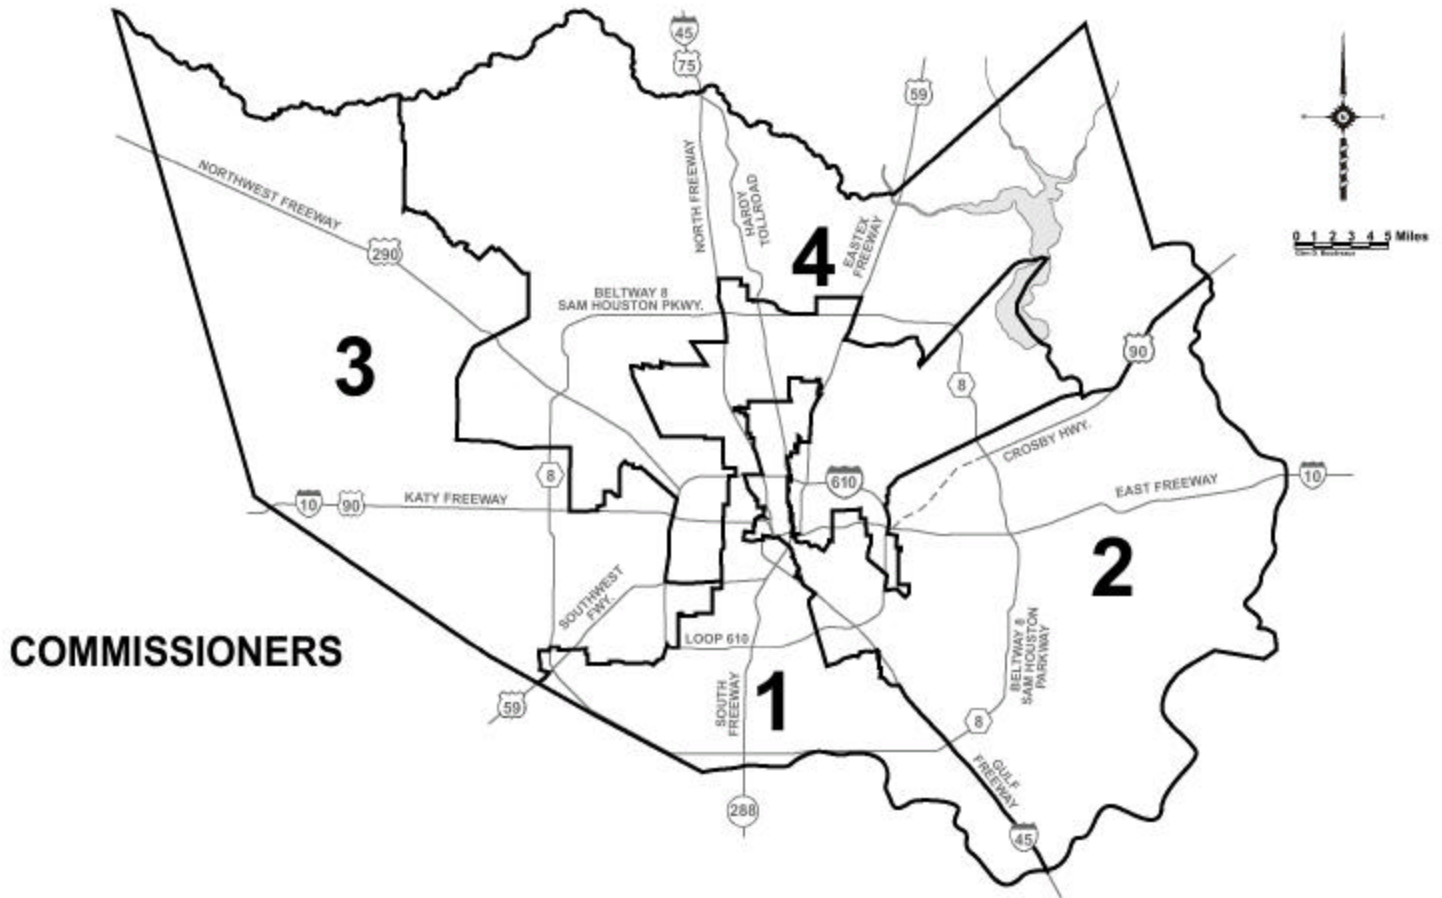 45
75
59
NORTHWEST FREEWAY
NORTH FREEWAY
HARDY
TOLLROAD
4
EASTEX
FREEWAY
0 1 2 3 4 5 Miles
290
BELTWAY 8
SAM HOUSTON PKWY.
3
90
8
CROSBY HWY.
8
610
10
90
KATY FREEWAY
EAST FREEWAY
10
2
SOUTHWEST
FWY.
COMMISSIONERS
LOOP 610
BELTWAY 8
SAM HOUSTON
PARKWAY
1
SOUTH
FREEWAY
59
8
GULF
FREEWAY
288
45